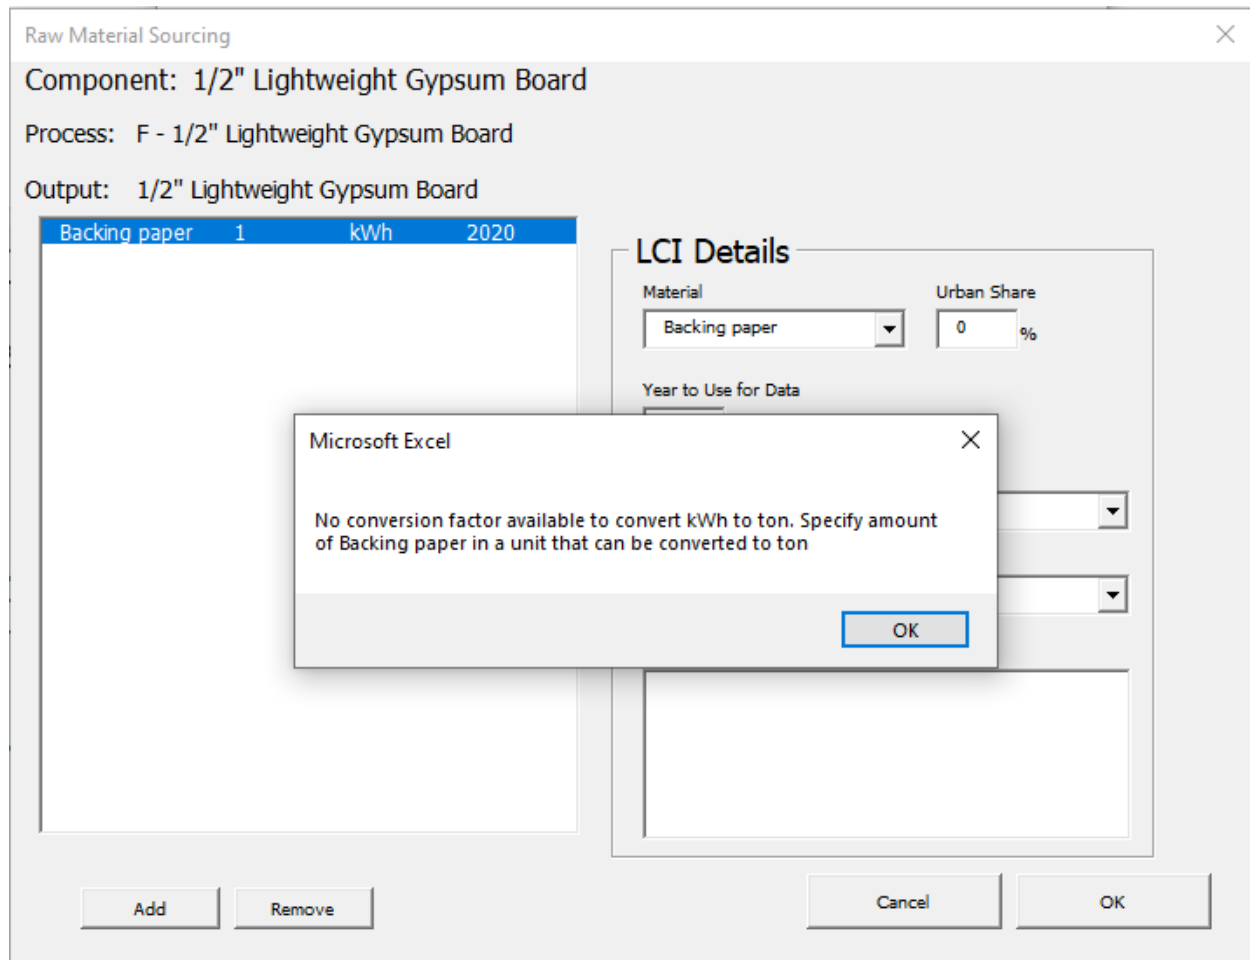 Raw Material Sourcing
Component: 1/2" Lightweight Gypsum Board
Process: F - 1/2" Lightweight Gypsum Board
Output: 1/2" Lightweight Gypsum Board
Backing paper 1 kWh 2020
LCI Details
Material Urban Share
Backing paper 0 %
Year to Use for Data
Microsoft Excel
No conversion factor available to convert kWh to ton. Specify amount
of Backing paper in a unit that can be converted to ton
OK
Add Remove Cancel OK